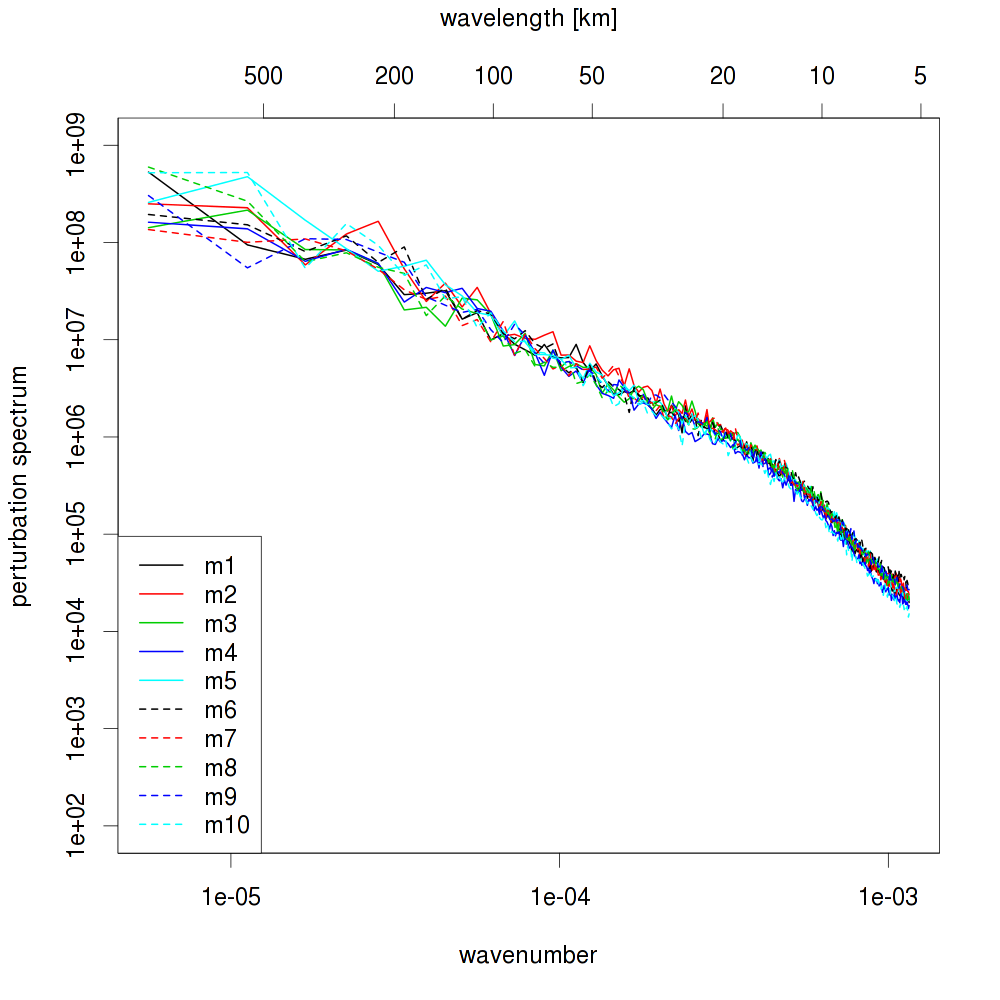 wavelength [km]
500 200 100 50 20 10 5
perturbation spectrum
1e+09
1e+08
1e+07
1e+06
1e+05
1e+04
1e+03
1e+02
m1
m2
m3
m4
m5
m6
m7
m8
m9
m10
1e-05 1e-04 1e-03
wavenumber